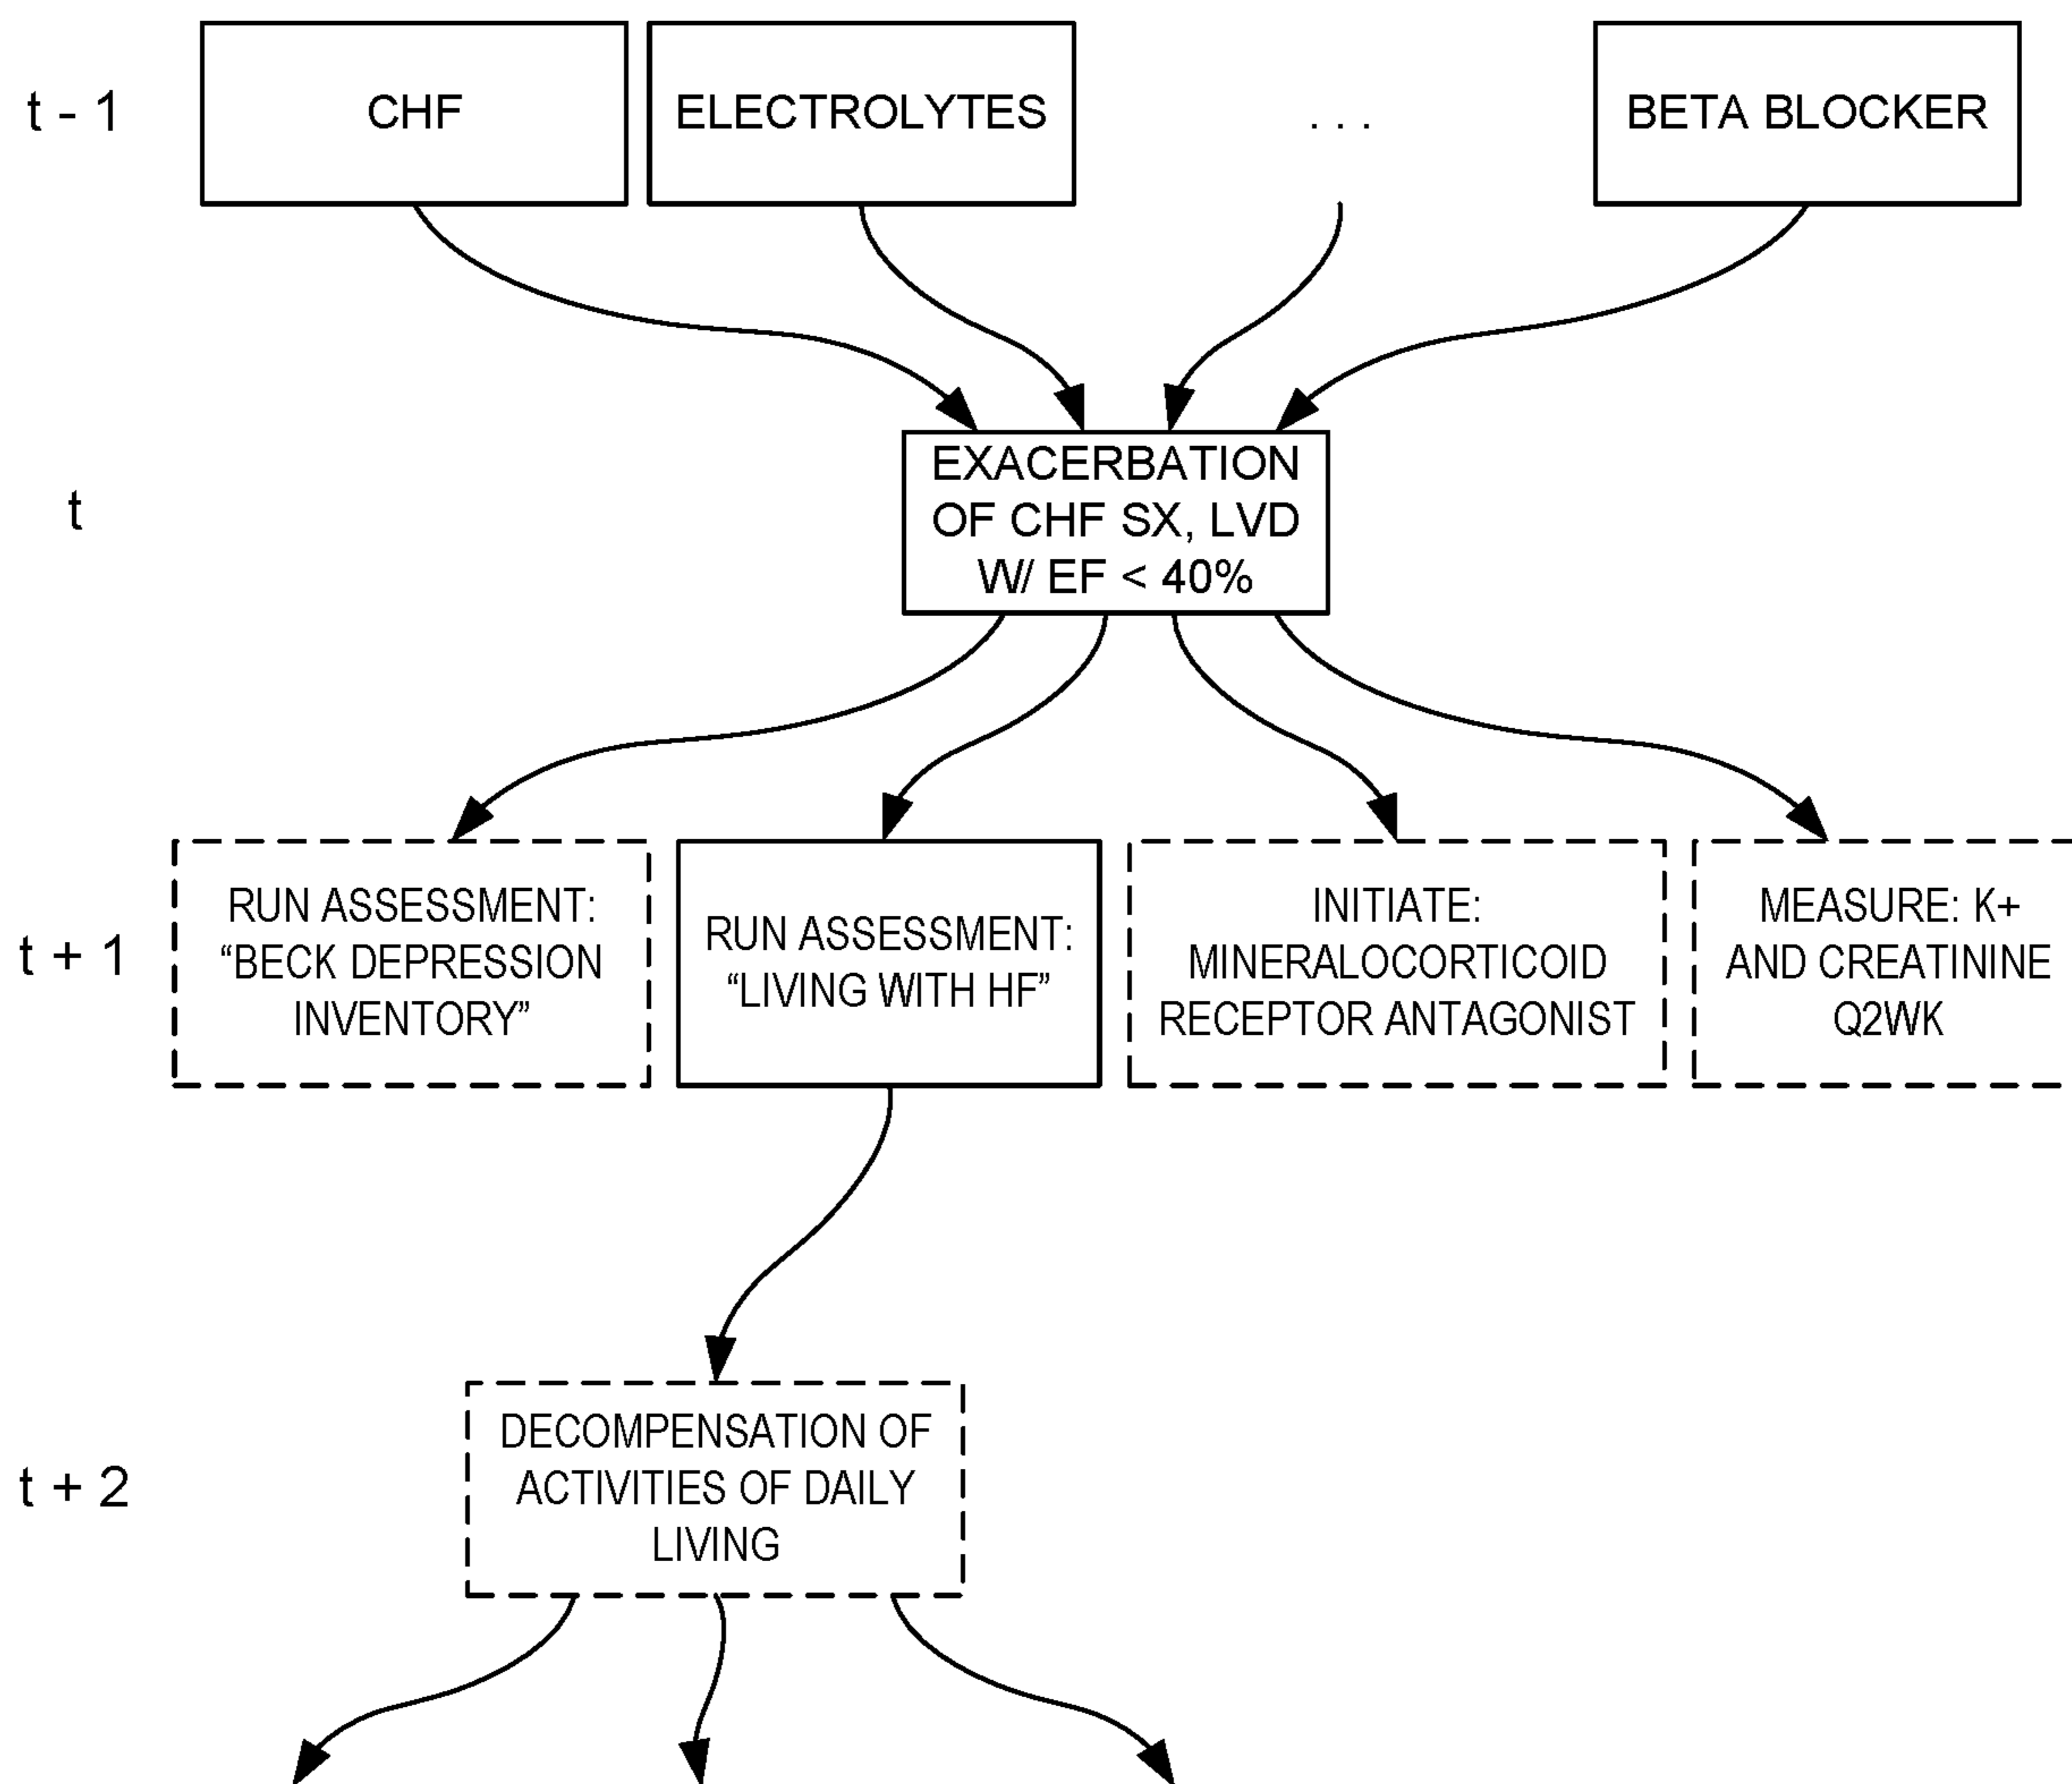 t - 1
CHF
ELECTROLYTES
. . .
BETA BLOCKER
t
EXACERBATION
OF CHF SX, LVD
W/ EF < 40%
t + 1
RUN ASSESSMENT:
“BECK DEPRESSION
INVENTORY”
RUN ASSESSMENT:
“LIVING WITH HF”
INITIATE:
MINERALOCORTICOID
RECEPTOR ANTAGONIST
MEASURE: K+
AND CREATININE
Q2WK
t + 2
DECOMPENSATION OF
ACTIVITIES OF DAILY
LIVING